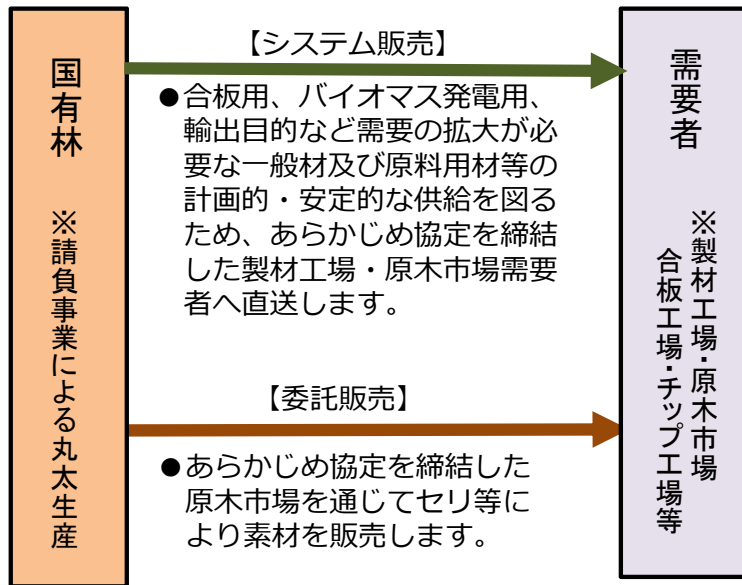 国有林
※請負事業による丸太生産
【システム販売】
●合板用、バイオマス発電用、
輸出目的など需要の拡大が必
要な一般材及び原料用材等の
計画的・安定的な供給を図る
ため、あらかじめ協定を締結
した製材工場・原木市場需要
者へ直送します。
【委託販売】
●あらかじめ協定を締結した
原木市場を通じてセリ等に
より素材を販売します。
需要者
※製材工場・原木市場
合板工場・チップ工場等